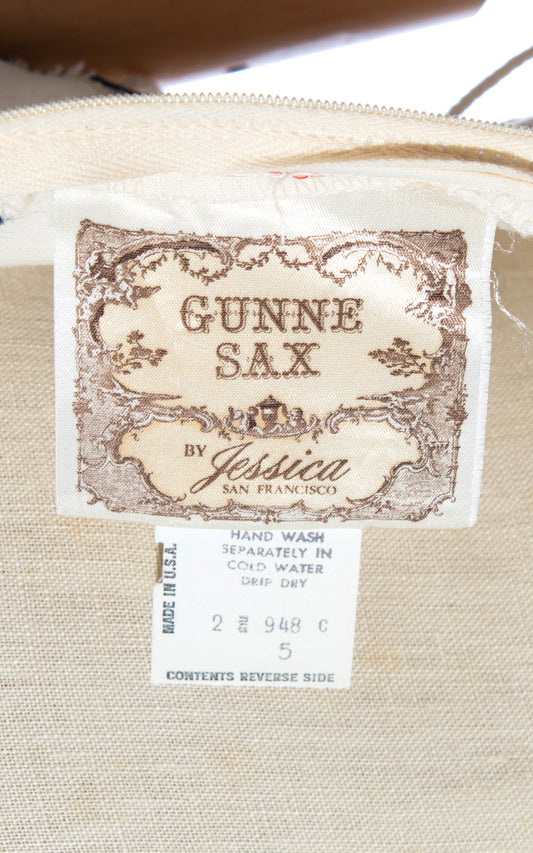 GUNNE
SAX
BY Jessica
SAN FRANCISCO
HAND WASH
SEPARATELY IN
COLD WATER
DRIP DRY
MADE IN U.S.A.
2 STYLE 948 C
5
CONTENTS REVERSE SIDE